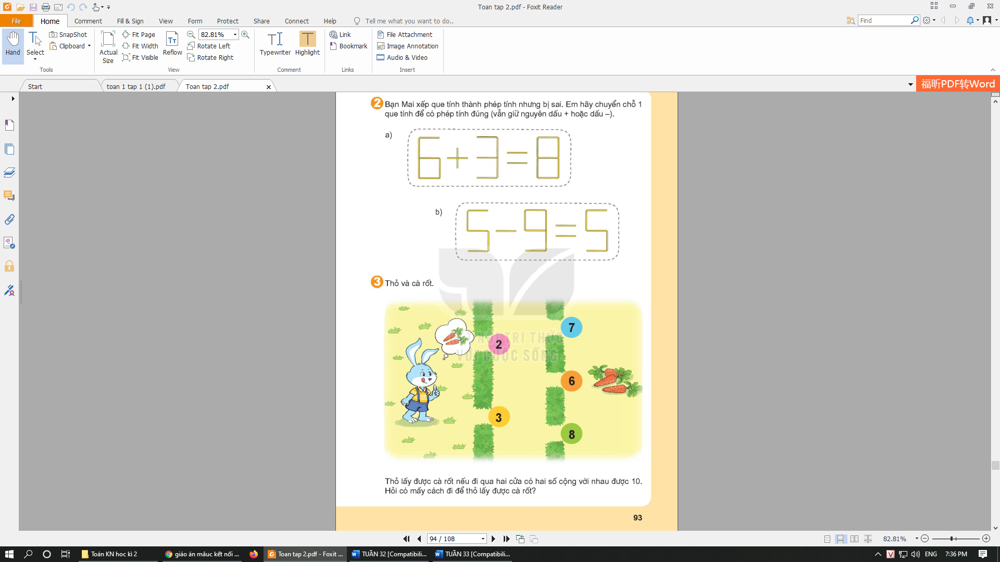 Toan tap 2.pdf - Foxit Reader
File Home Comment Fill & Sign View Form Protect Share Connect Help Tell me what you want to do.. Find
Hand
Select
SnapShot
Clipboard
Tools
Actual Size
Fit Page
Fit Width
Fit Visible
Reflow
82.81%
Rotate Left
Rotate Right
View
Typewriter
Highlight
Comment
Link
Bookmark
Links
File Attachment
Image Annotation
Audio & Video
Insert
Start toan 1 tap 1 (1).pdf Toan tap 2.pdf 福昕PDF转Word
2 Bạn Mai xếp que tính thành phép tính nhưng bị sai. Em hãy chuyển chỗ 1
que tính để có phép tính đúng (vẫn giữ nguyên dấu + hoặc dấu –).
a) 6 + 3 = 8
b) 5 - 9 = 5
3 Thỏ và cà rốt.
7
2
6
3
8
KẾT NỐI TRI THỨC
VỚI CUỘC SỐNG
Thỏ lấy được cà rốt nếu đi qua hai cửa có hai số cộng với nhau được 10.
Hỏi có mấy cách đi để thỏ lấy được cà rốt?
93
94 / 108 82.81%
Toán KN hoc kì 2 giáo án mâuc kết nối ... Toan tap 2.pdf - Foxit ... TUẦN 32 [Compatibili... TUẦN 33 [Compatibili... ENG 7:36 PM